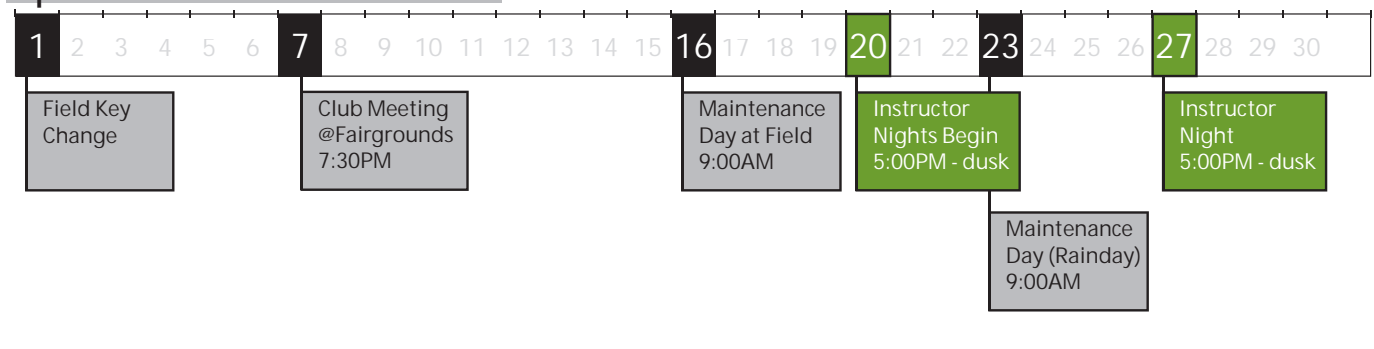 1 2 3 4 5 6 7 8 9 10 11 12 13 14 15 16 17 18 19 20 21 22 23 24 25 26 27 28 29 30
Field Key
Change
Club Meeting
@Fairgrounds
7:30PM
Maintenance
Day at Field
9:00AM
Instructor
Nights Begin
5:00PM - dusk
Instructor
Night
5:00PM - dusk
Maintenance
Day (Rainday)
9:00AM